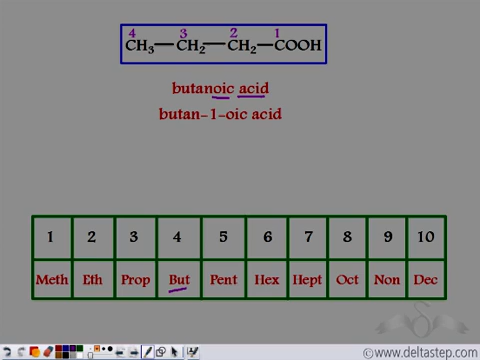 4 3 2 1
CH3—CH2—CH2—COOH
butanoic acid
butan-1-oic acid
1 2 3 4 5 6 7 8 9 10
Meth Eth Prop But Pent Hex Hept Oct Non Dec
©www.deltastep.com